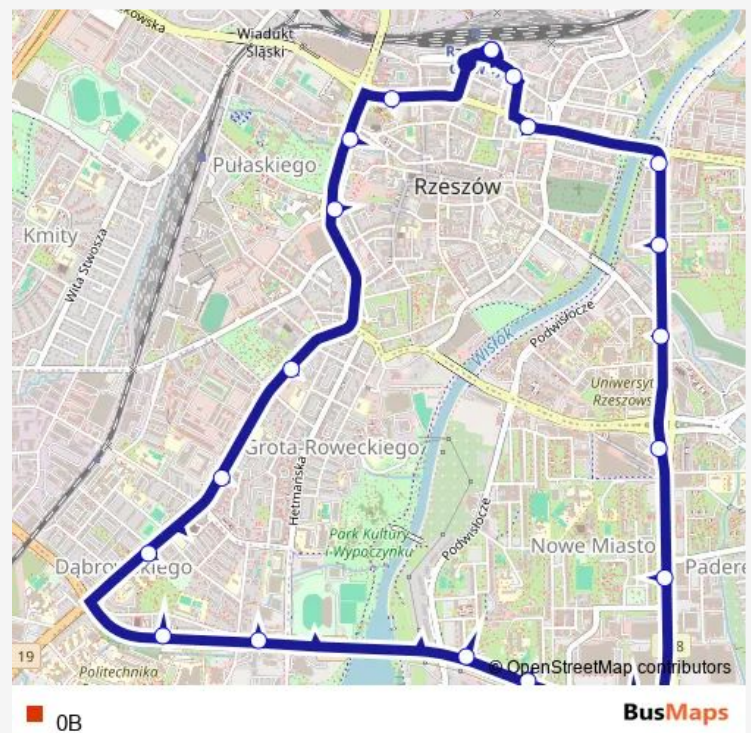 Wiadukt
Śląski
Pułaskiego
Rzeszów
Kmity
Wita Stwosza
Wisłok
Podwisłocze
Uniwersyt
Rzeszows
Grota-Roweckiego
Hetmańska
Podwisłocze
Park Kultury
i Wypoczynku
Nowe Miasto
Padere
19
8
Politechnika
© OpenStreetMap contributors
0B
BusMaps